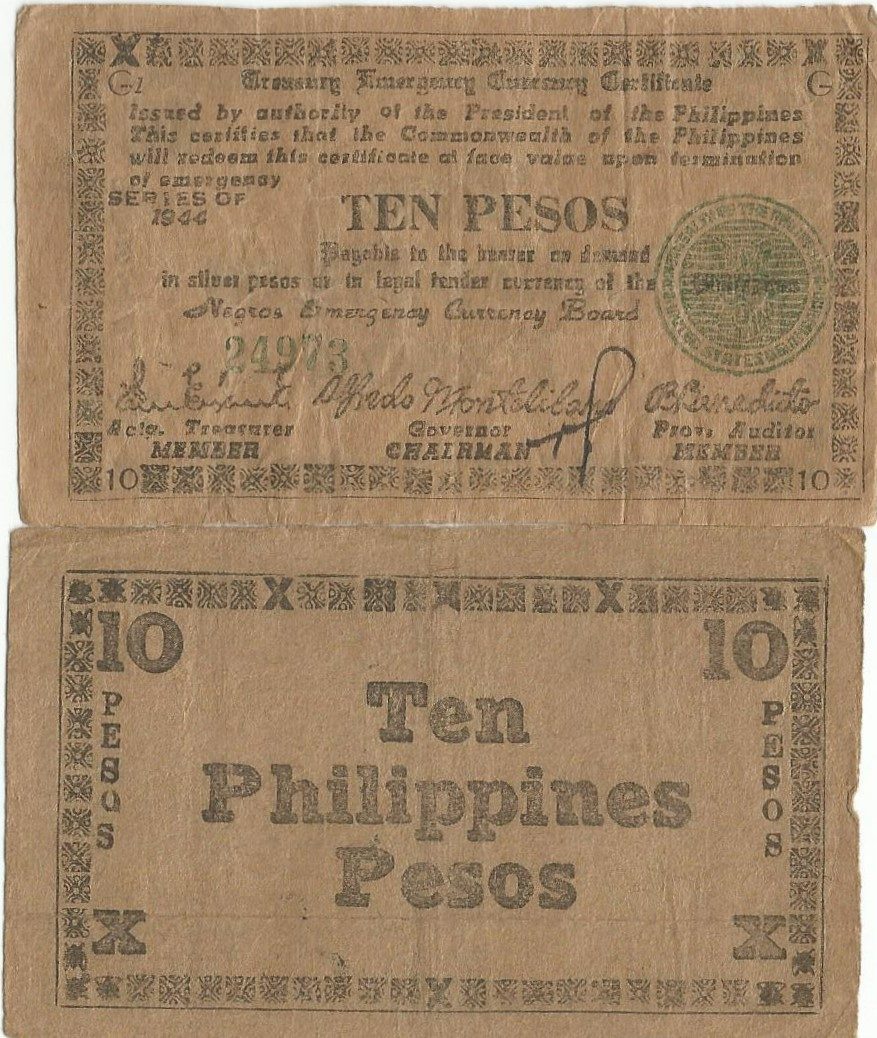 X X
G-1 Treasury Emergency Currency Certificate G
Issued by authority of the President of the Philippines
This certifies that the Commonwealth of the Philippines
will redeem this certificate at face value upon termination
of emergency
SERIES OF
1944
TEN PESOS
Payable to the bearer on demand
in silver pesos or in legal tender currency of the Philippines
Negros Emergency Currency Board
24973
Alfredo Montelibano
Actg. Treasurer Governor Prov. Auditor
MEMBER CHAIRMAN MEMBER
10 10
X X
10 10
PESOS PESOS
Ten
Philippines
Pesos
X X
X